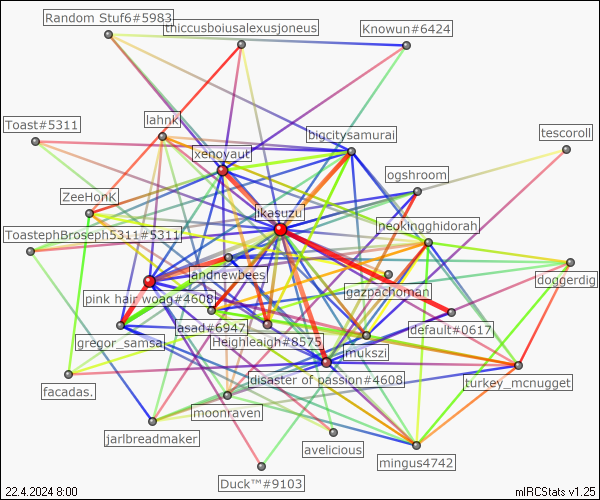 Random Stuf6#5983
thiccusboiusalexusjoneus
Knowun#6424
lahnk
Toast#5311
bigcitysamurai
tescoroll
xenoyaut
ogshroom
ZeeHonK
ikasuzu
neokingghidorah
ToastephBroseph5311#5311
andnewbees
doggerdig
pink hair woag#4608
gazpachoman
asad#6947
default#0617
gregor_samsa
Heighleaigh#8575
mukszi
disaster of passion#4608
turkey_mcnugget
facadas.
moonraven
jarlbreadmaker
avelicious
mingus4742
Duck™#9103
22.4.2024 8:00
mIRCStats v1.25